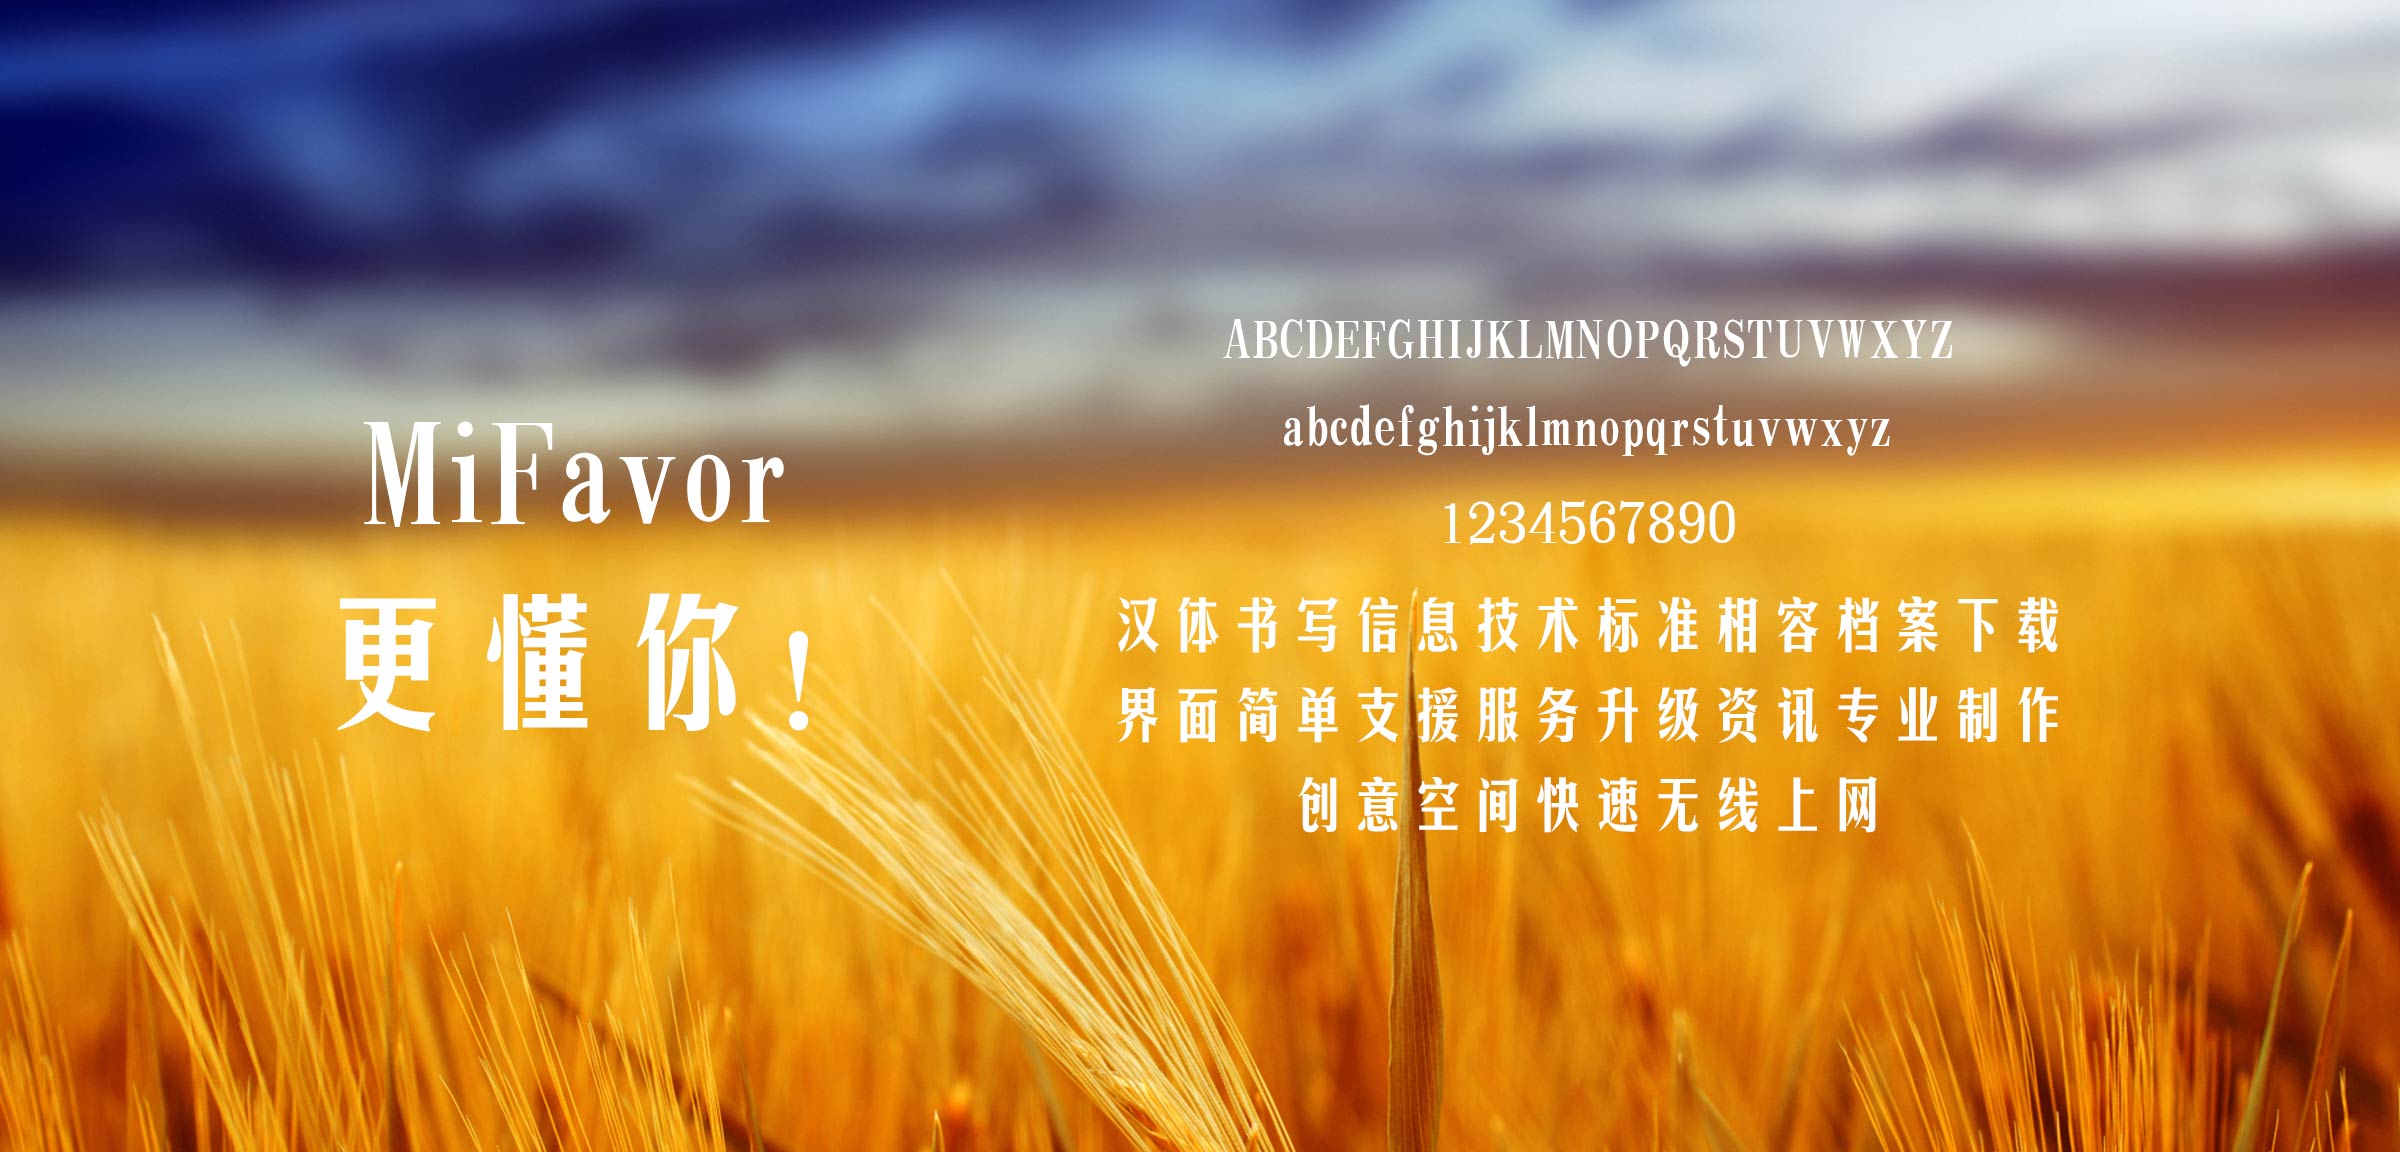 MiFavor
更懂你!
ABCDEFGHIJKLMNOPQRSTUVWXYZ
abcdefghijklmnopqrstuvwxyz
1234567890
汉体书写信息技术标准相容档案下载
界面简单支援服务升级资讯专业制作
创意空间快速无线上网